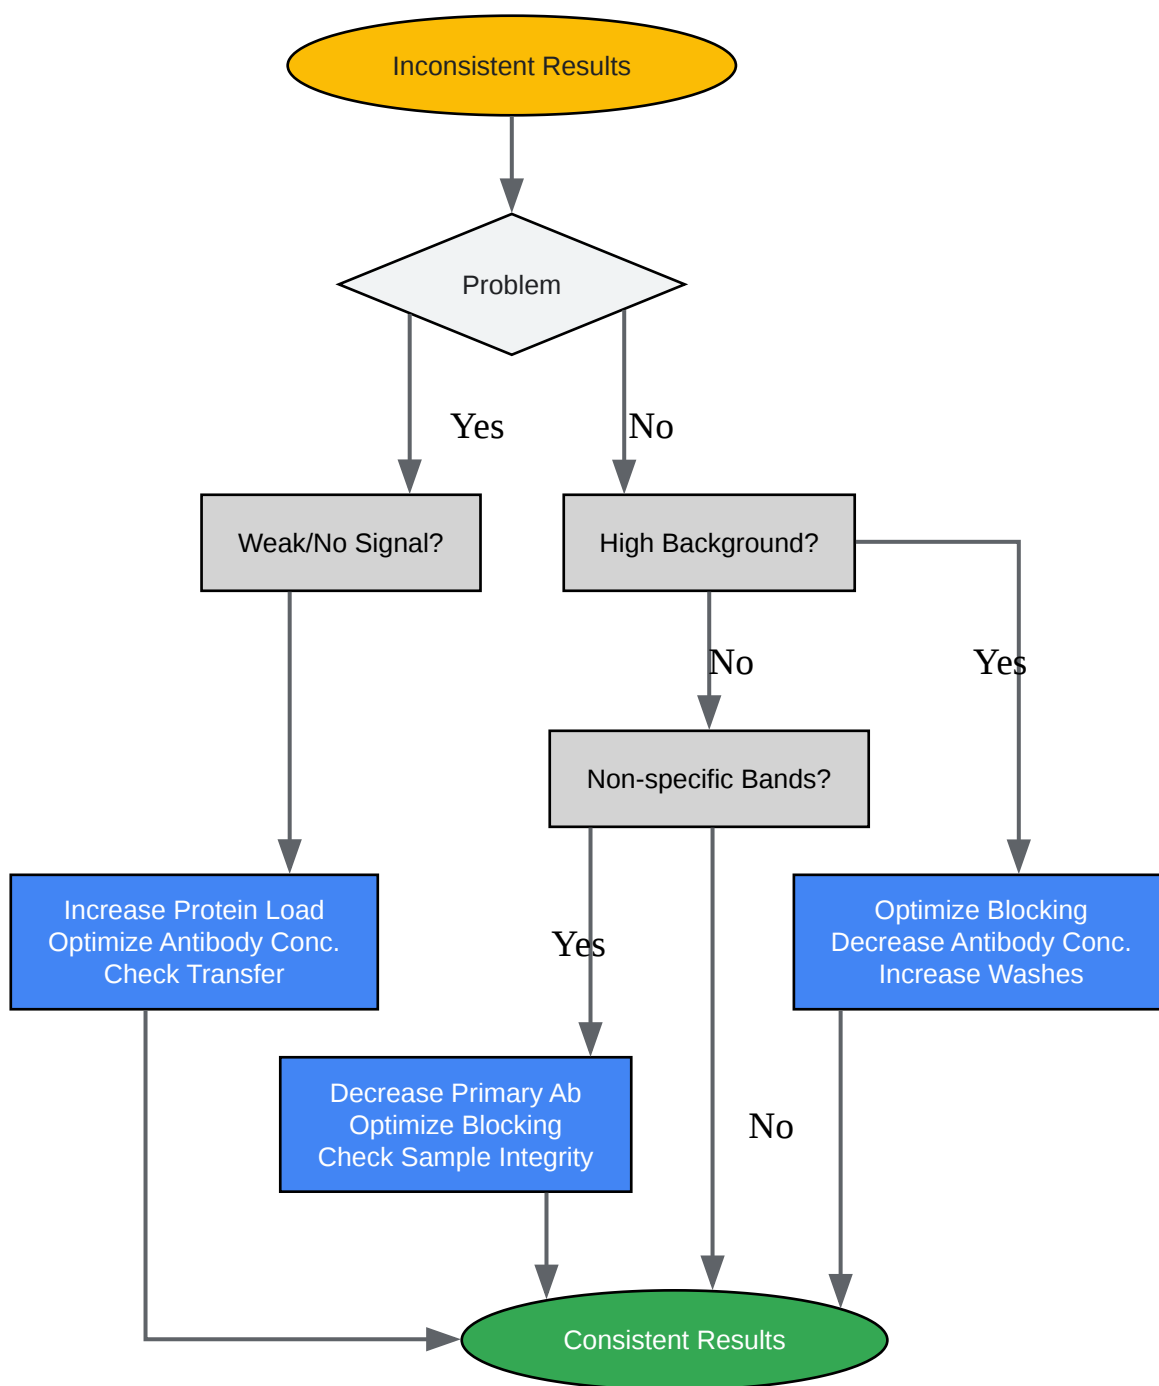 Inconsistent Results
Problem
Yes
No
Weak/No Signal?
High Background?
No
Yes
Non-specific Bands?
Increase Protein Load
Optimize Antibody Conc.
Check Transfer
Optimize Blocking
Decrease Antibody Conc.
Increase Washes
Yes
Decrease Primary Ab
Optimize Blocking
Check Sample Integrity
No
Consistent Results